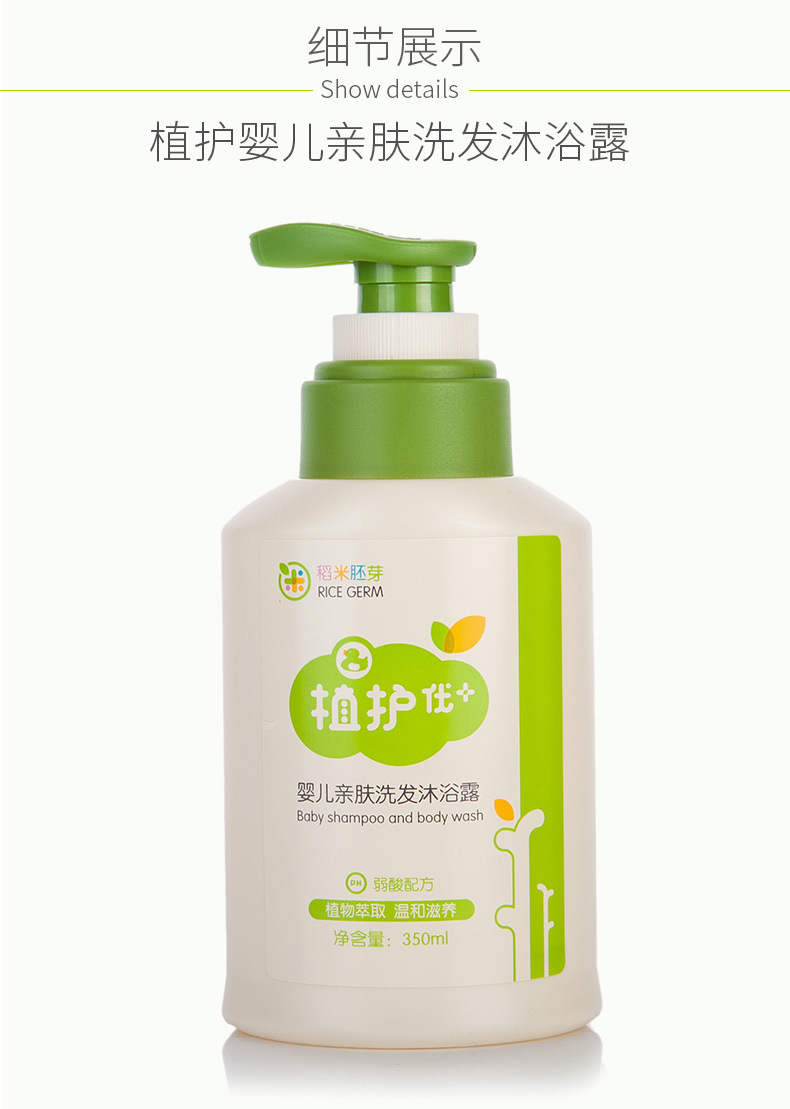 细节展示
Show details
植护婴儿亲肤洗发沐浴露
稻米胚芽
RICE GERM
植护优+
婴儿亲肤洗发沐浴露
Baby shampoo and body wash
PH 弱酸配方
植物萃取 温和滋养
净含量：350ml